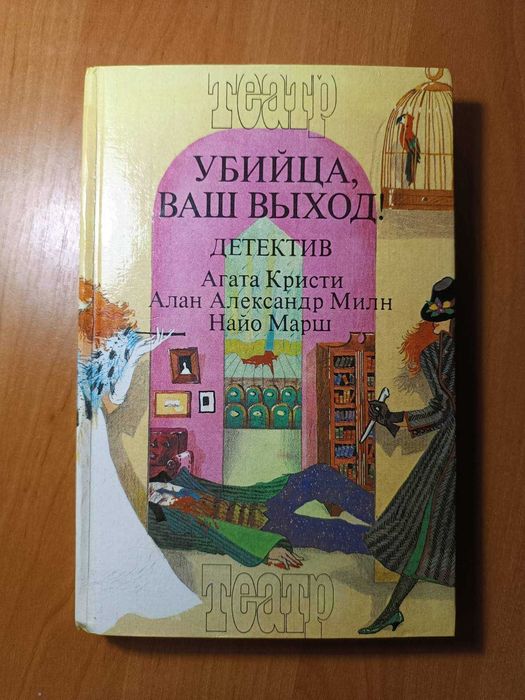 театр
УБИЙЦА,
ВАШ ВЫХОД!
ДЕТЕКТИВ
Агата Кристи
Алан Александр Милн
Найо Марш
театр